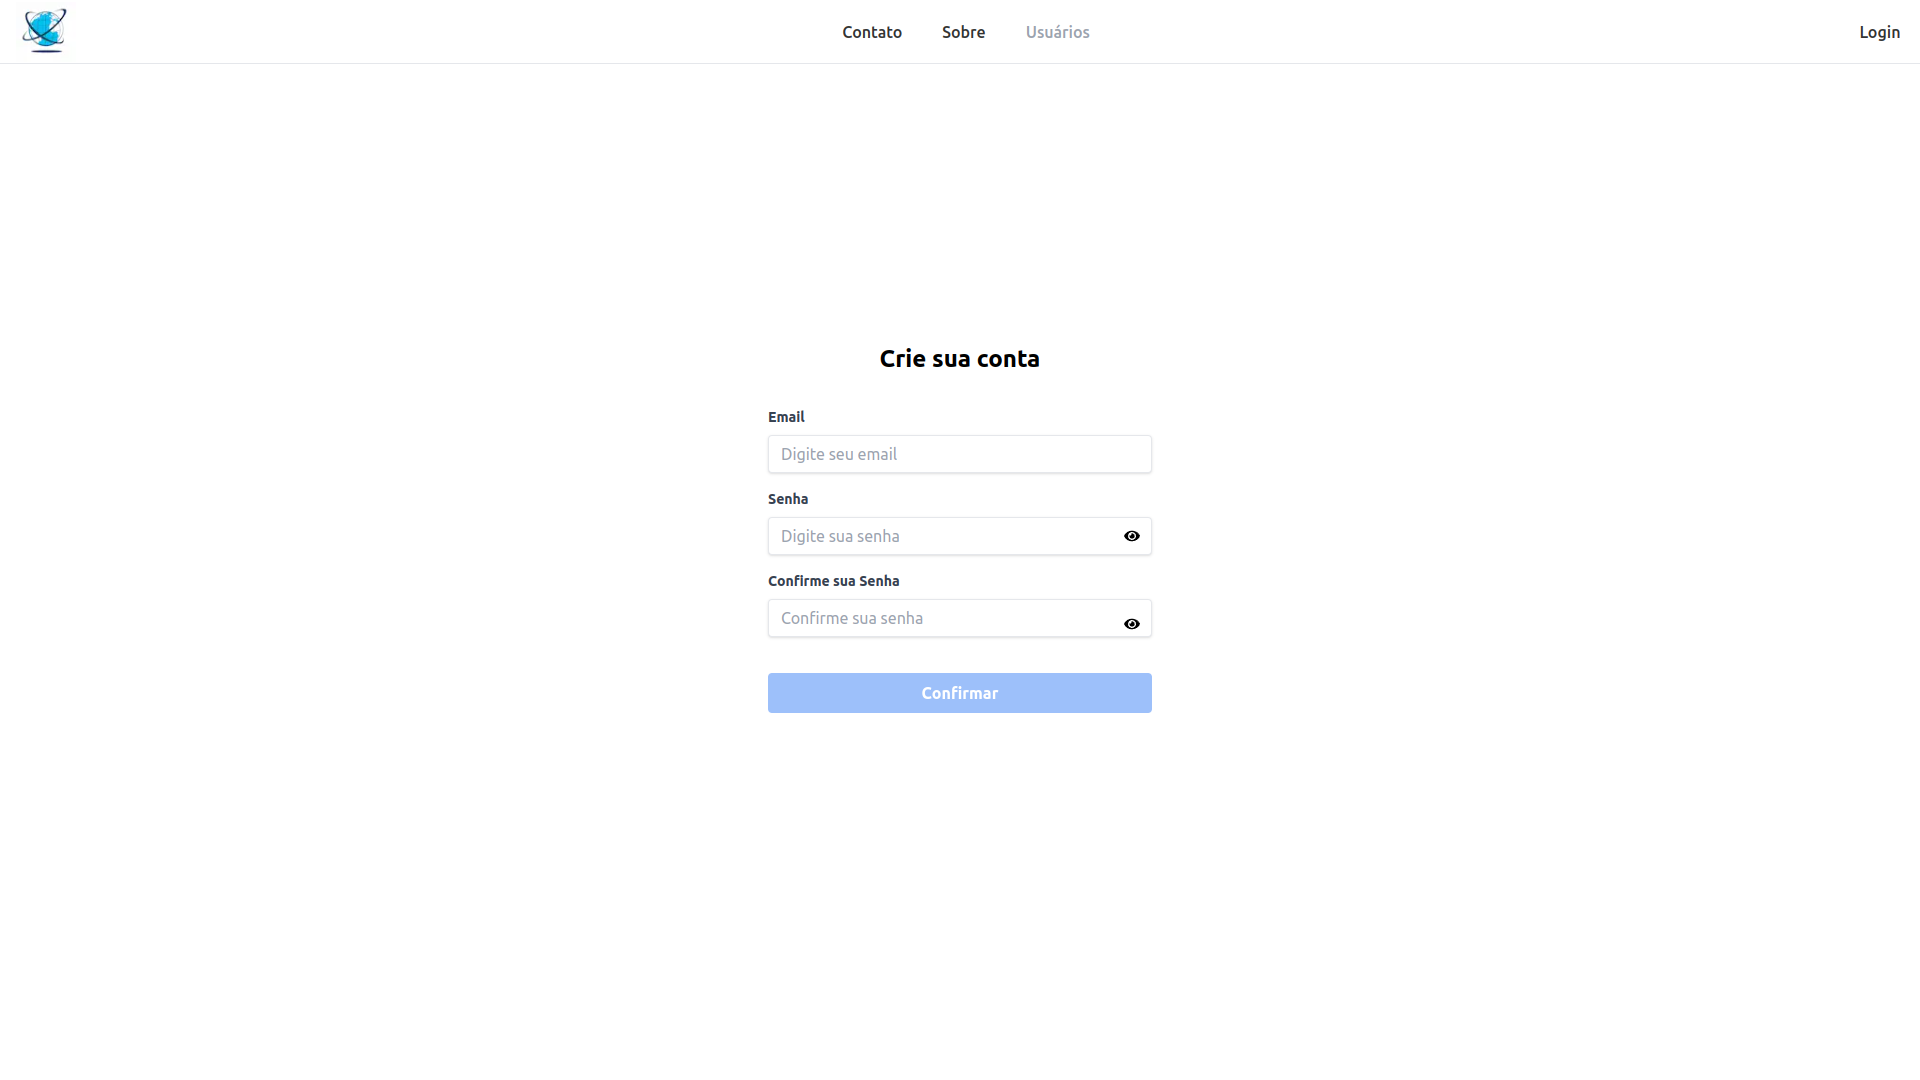 Contato Sobre Usuários Login
Crie sua conta
Email
Digite seu email
Senha
Digite sua senha
Confirme sua Senha
Confirme sua senha
Confirmar